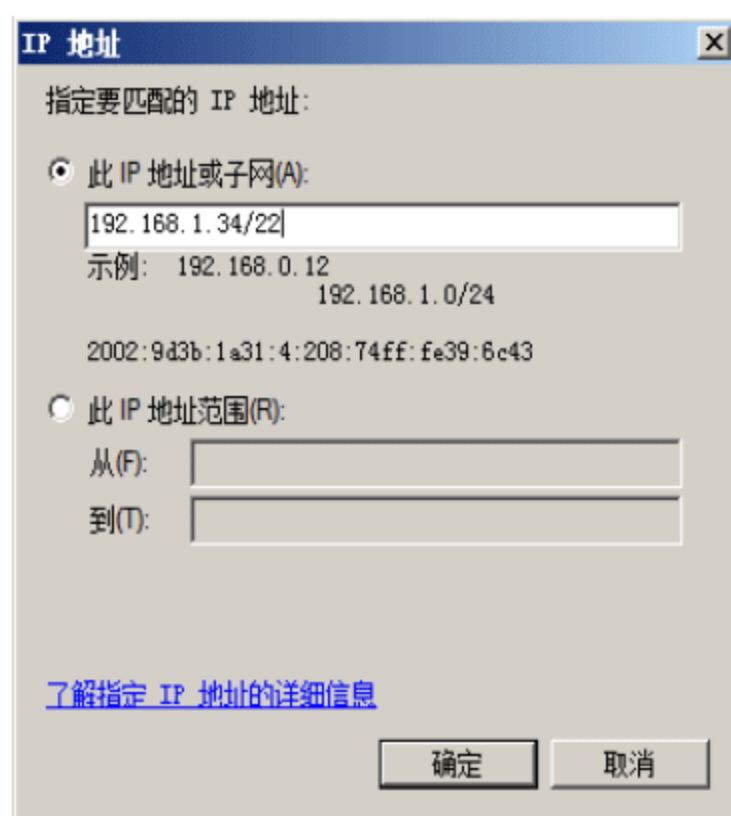 IP 地址
指定要匹配的 IP 地址:
此 IP 地址或子网(A):
192.168.1.34/22
示例: 192.168.0.12
192.168.1.0/24
2002:9d3b:1a31:4:208:74ff:fe39:6c43
此 IP 地址范围(R):
从(F):
到(T):
了解指定 IP 地址的详细信息
确定 取消